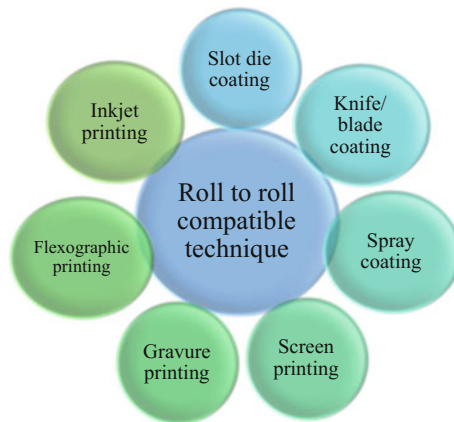 Slot die
coating
Knife/
blade
coating
Spray
coating
Screen
printing
Gravure
printing
Flexographic
printing
Inkjet
printing
Roll to roll
compatible
technique